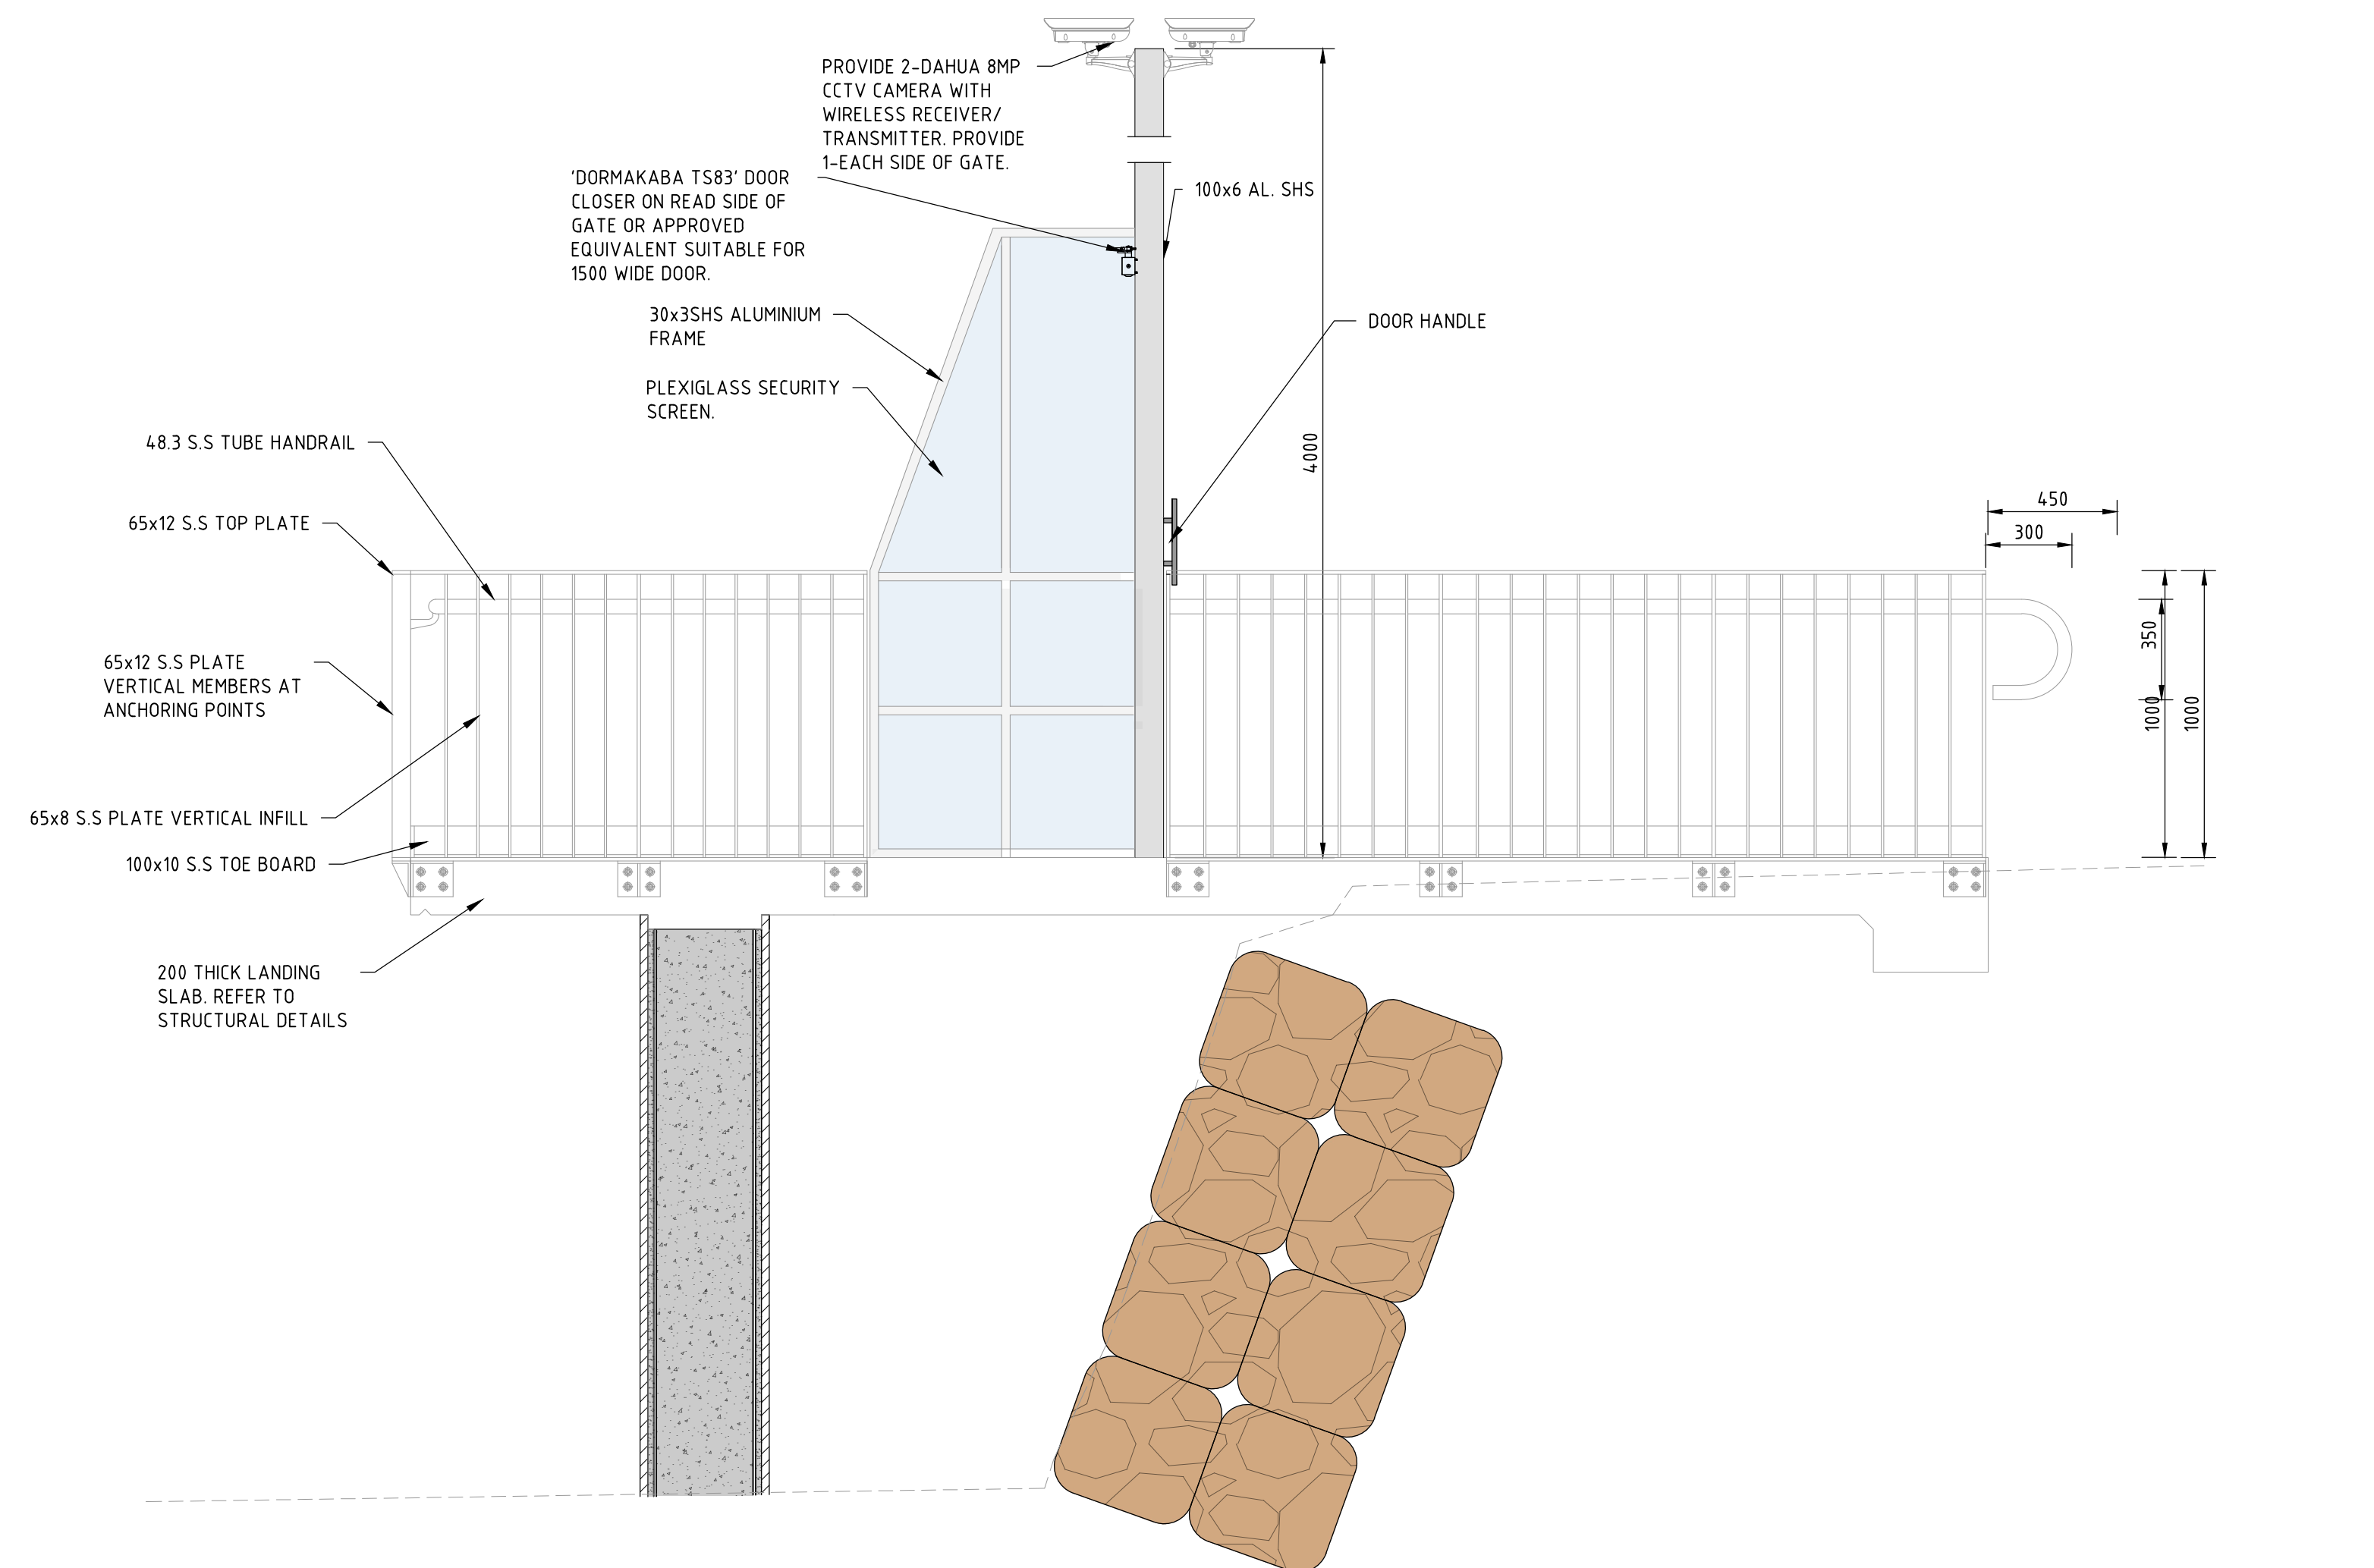 PROVIDE 2-DAHUA 8MP
CCTV CAMERA WITH
WIRELESS RECEIVER/
TRANSMITTER. PROVIDE
1-EACH SIDE OF GATE.
'DORMAKABA TS83' DOOR
CLOSER ON READ SIDE OF
GATE OR APPROVED
EQUIVALENT SUITABLE FOR
1500 WIDE DOOR.
100x6 AL. SHS
30x3SHS ALUMINIUM
FRAME
DOOR HANDLE
PLEXIGLASS SECURITY
SCREEN.
4000
48.3 S.S TUBE HANDRAIL
65x12 S.S TOP PLATE
450
300
65x12 S.S PLATE
VERTICAL MEMBERS AT
ANCHORING POINTS
350
1000
1000
65x8 S.S PLATE VERTICAL INFILL
100x10 S.S TOE BOARD
200 THICK LANDING
SLAB. REFER TO
STRUCTURAL DETAILS